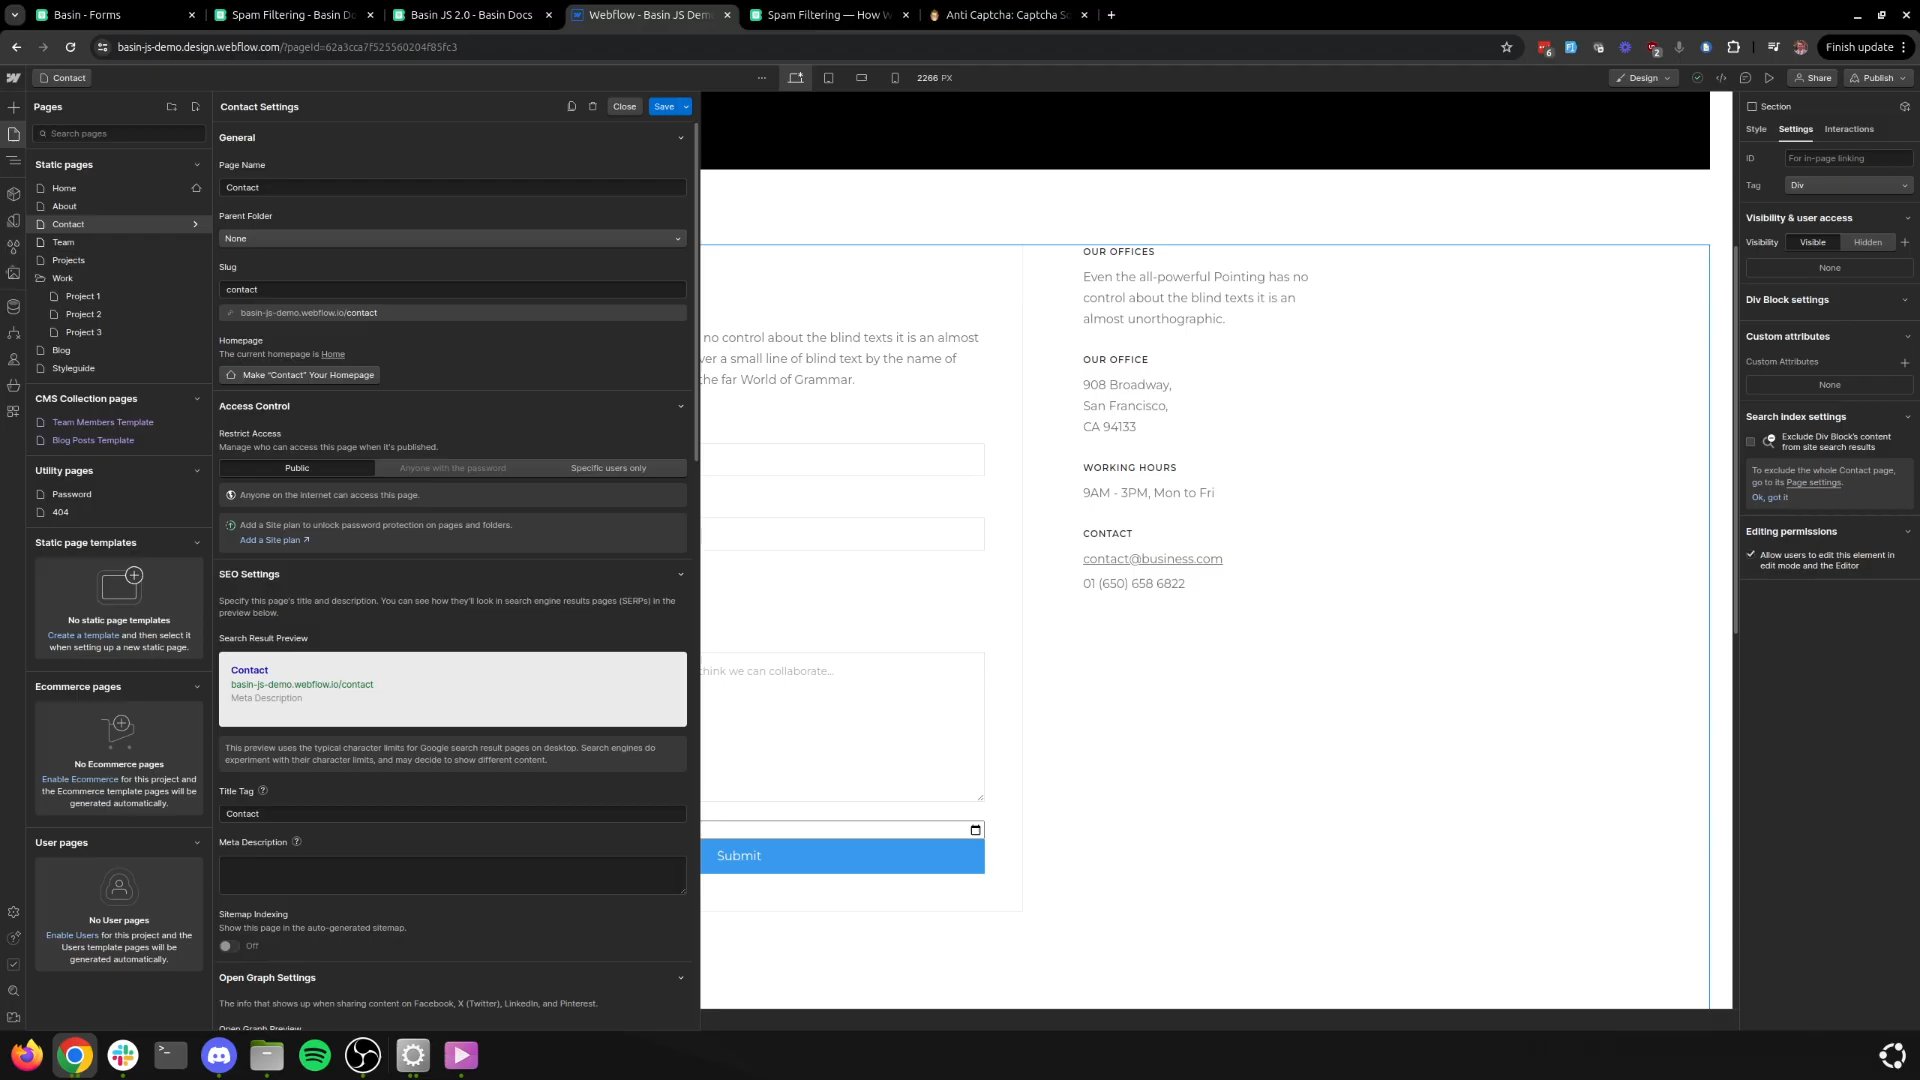 Basin - Forms
Spam Filtering - Basin Do
Basin JS 2.0 - Basin Docs
Webflow - Basin JS Dem
Spam Filtering — How W
Anti Captcha: Captcha So
basin-js-demo.design.webflow.com/?pageId=62a3cca7f525560204f85fc3
6
2
Finish update
Contact
2266 PX
Design
Share
Publish
Pages
Search pages
Static pages
Home
About
Contact
Team
Projects
Work
Project 1
Project 2
Project 3
Blog
Styleguide
CMS Collection pages
Team Members Template
Blog Posts Template
Utility pages
Password
404
Static page templates
No static page templates
Create a template and then select it
when setting up a new static page.
Ecommerce pages
No Ecommerce pages
Enable Ecommerce for this project and
the Ecommerce template pages will be
generated automatically.
User pages
No User pages
Enable Users for this project and the
Users template pages will be
generated automatically.
Contact Settings
Close
Save
General
Page Name
Contact
Parent Folder
None
Slug
contact
basin-js-demo.webflow.io/contact
Homepage
The current homepage is Home
Make “Contact” Your Homepage
Access Control
Restrict Access
Manage who can access this page when it's published.
Public
Anyone with the password
Specific users only
Anyone on the internet can access this page.
Add a Site plan to unlock password protection on pages and folders.
Add a Site plan
SEO Settings
Specify this page's title and description. You can see how they'll look in search engine results pages (SERPs) in the
preview below.
Search Result Preview
Contact
basin-js-demo.webflow.io/contact
Meta Description
This preview uses the typical character limits for Google search result pages on desktop. Search engines do
experiment with their character limits, and may decide to show different content.
Title Tag
Contact
Meta Description
Sitemap Indexing
Show this page in the auto-generated sitemap.
Off
Open Graph Settings
The info that shows up when sharing content on Facebook, X (Twitter), LinkedIn, and Pinterest.
Open Graph Preview
no control about the blind texts it is an almost
ver a small line of blind text by the name of
the far World of Grammar.
think we can collaborate...
Submit
OUR OFFICES
Even the all-powerful Pointing has no
control about the blind texts it is an
almost unorthographic.
OUR OFFICE
908 Broadway,
San Francisco,
CA 94133
WORKING HOURS
9AM - 3PM, Mon to Fri
CONTACT
contact@business.com
01 (650) 658 6822
Section
Style
Settings
Interactions
ID
For in-page linking
Tag
Div
Visibility & user access
Visibility
Visible
Hidden
None
Div Block settings
Custom attributes
Custom Attributes
None
Search index settings
Exclude Div Block's content
from site search results
To exclude the whole Contact page,
go to its Page settings.
Ok, got it
Editing permissions
Allow users to edit this element in
edit mode and the Editor